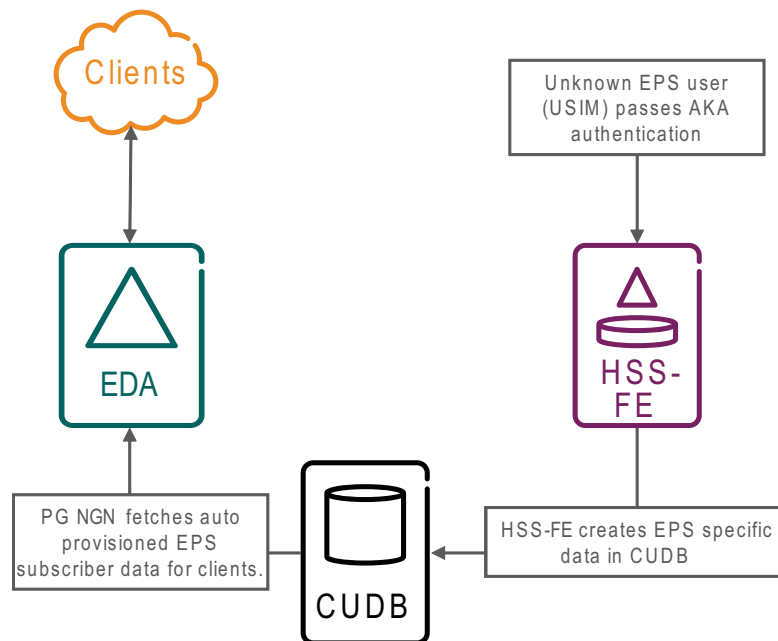 Clients
Unknown EPS user
(USIM) passes AKA
authentication
EDA
HSS-
FE
PG NGN fetches auto
provisioned EPS
subscriber data for clients.
HSS-FE creates EPS specific
data in CUDB
CUDB